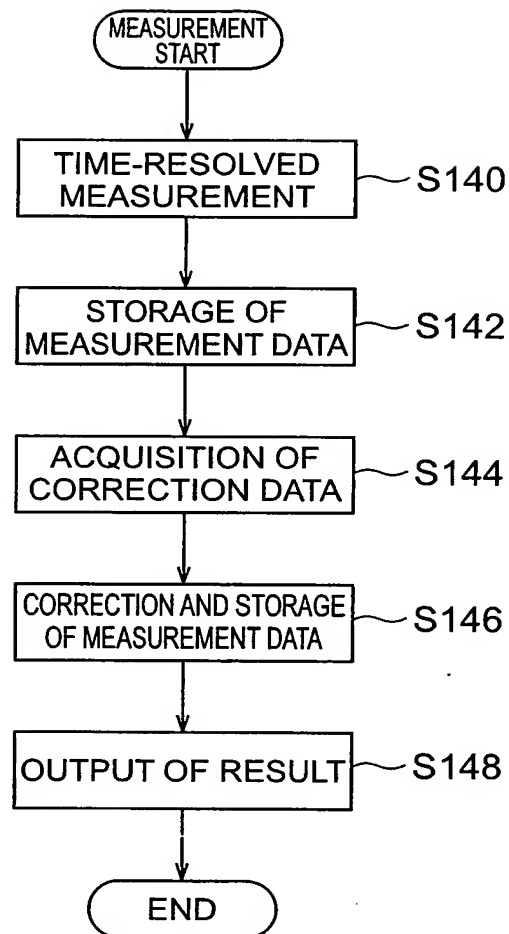 MEASUREMENT
START
TIME-RESOLVED
MEASUREMENT
S140
STORAGE OF
MEASUREMENT DATA
S142
ACQUISITION OF
CORRECTION DATA
S144
CORRECTION AND STORAGE
OF MEASUREMENT DATA
S146
OUTPUT OF RESULT
S148
END